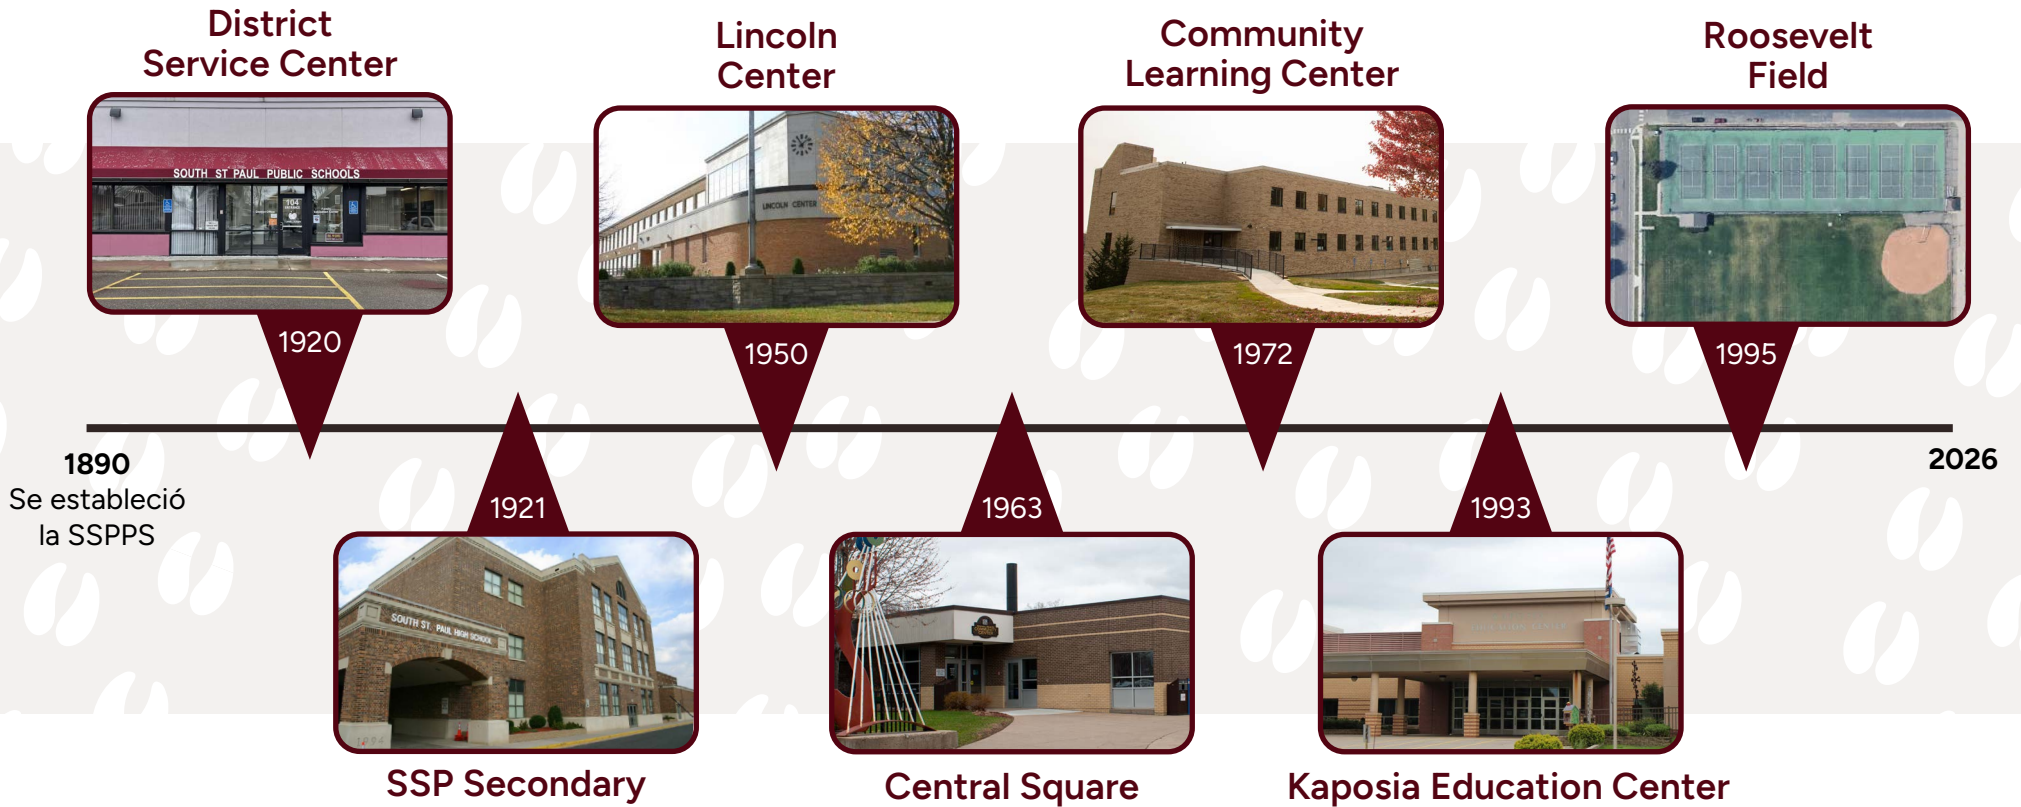 District
Service Center
Lincoln
Center
Community
Learning Center
Roosevelt
Field
SOUTH ST PAUL PUBLIC SCHOOLS
104
LINCOLN CENTER
1920
1950
1972
1995
1890
Se estableció
la SSPPS
2026
1921
1963
1993
SOUTH ST. PAUL HIGH SCHOOL
1994
SSP Secondary
Central Square
Kaposia Education Center